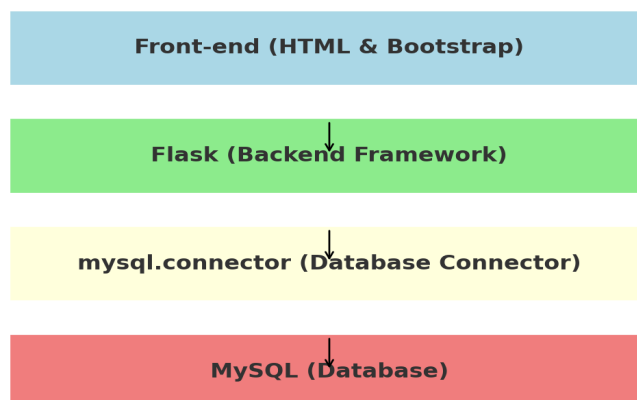 Front-end (HTML & Bootstrap)
Flask (Backend Framework)
mysql.connector (Database Connector)
MySQL (Database)